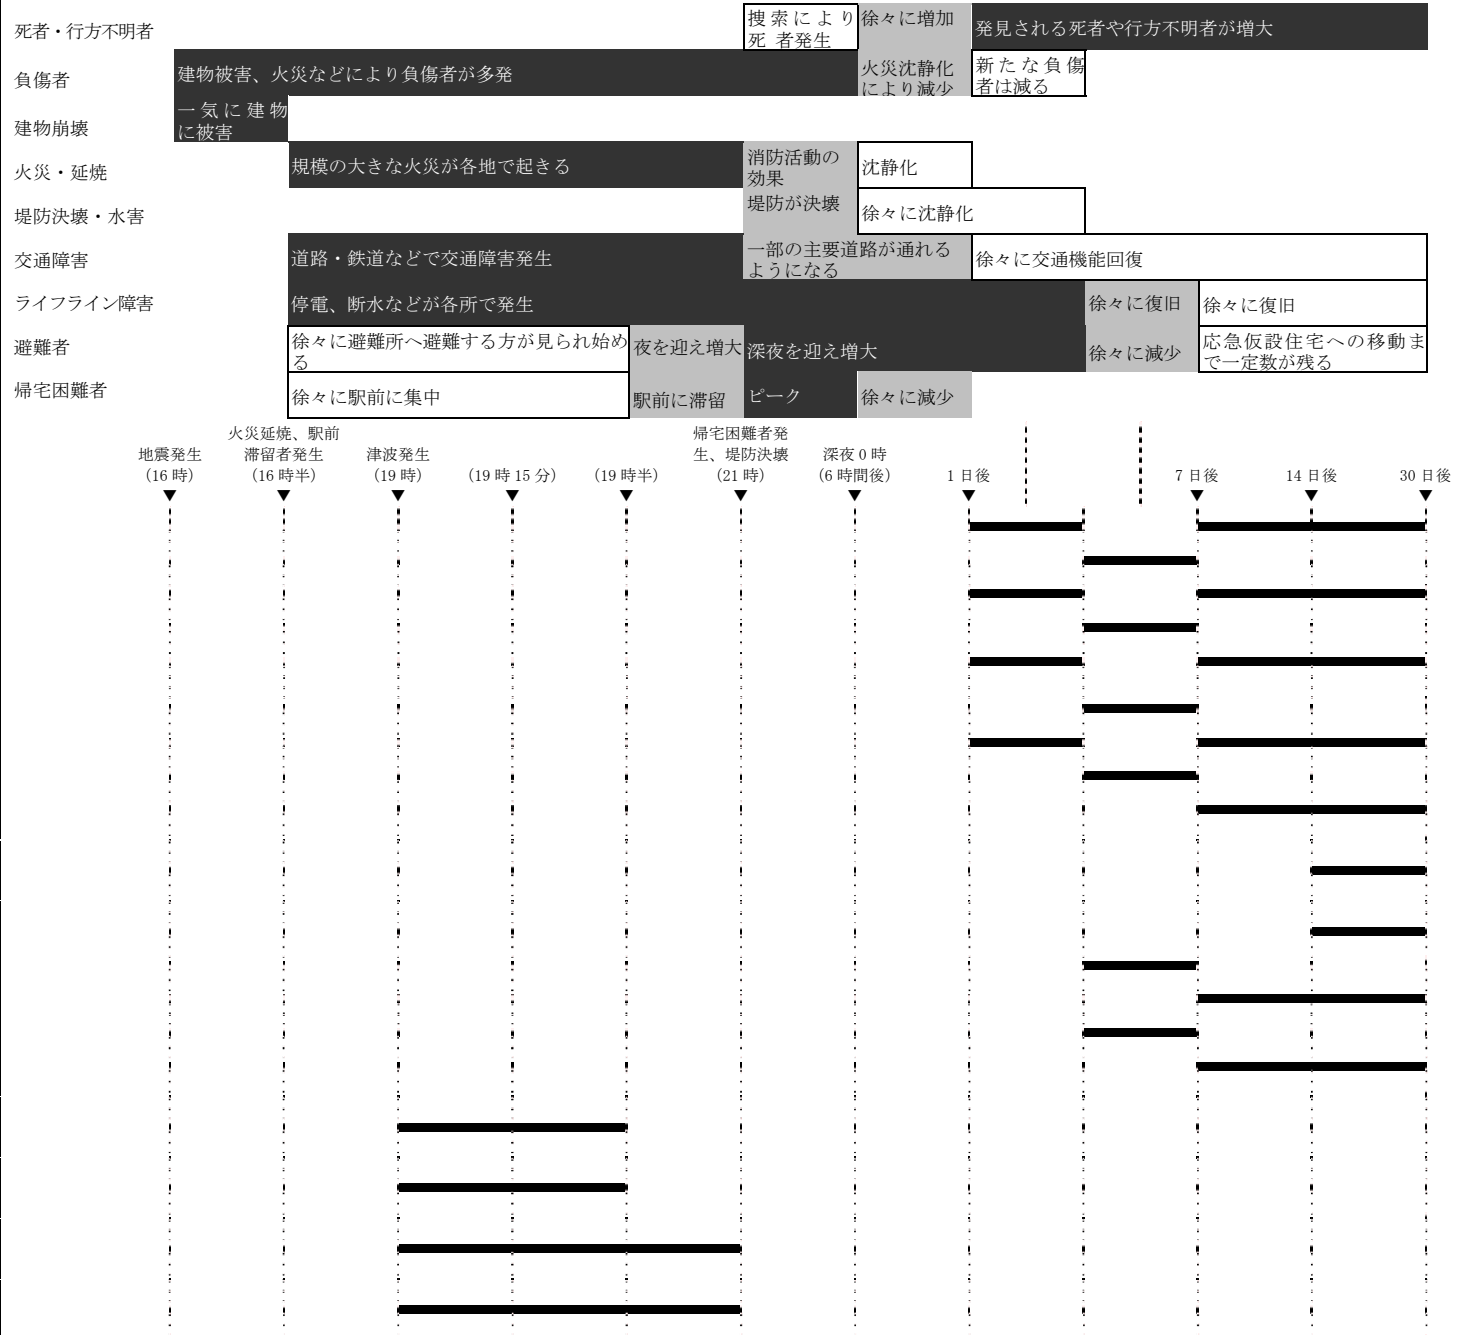 死者・行方不明者
捜索により
死 者発生
徐々に増加
発見される死者や行方不明者が増大
負傷者
建物被害、火災などにより負傷者が多発
火災沈静化
により減少
新たな負傷
者は減る
建物崩壊
一気に建物
に被害
火災・延焼
規模の大きな火災が各地で起きる
消防活動の
効果
沈静化
堤防決壊・水害
堤防が決壊
徐々に沈静化
交通障害
道路・鉄道などで交通障害発生
一部の主要道路が通れる
ようになる
徐々に交通機能回復
ライフライン障害
停電、断水などが各所で発生
徐々に復旧
徐々に復旧
避難者
徐々に避難所へ避難する方が見られ始め
る
夜を迎え増大
深夜を迎え増大
徐々に減少
応急仮設住宅への移動ま
で一定数が残る
帰宅困難者
徐々に駅前に集中
駅前に滞留
ピーク
徐々に減少
地震発生
(16 時)
火災延焼、駅前
滞留者発生
(16 時半)
津波発生
(19 時)
(19 時 15 分)
(19 時半)
帰宅困難者発
生、堤防決壊
(21 時)
深夜 0 時
(6 時間後)
1 日後
7 日後
14 日後
30 日後